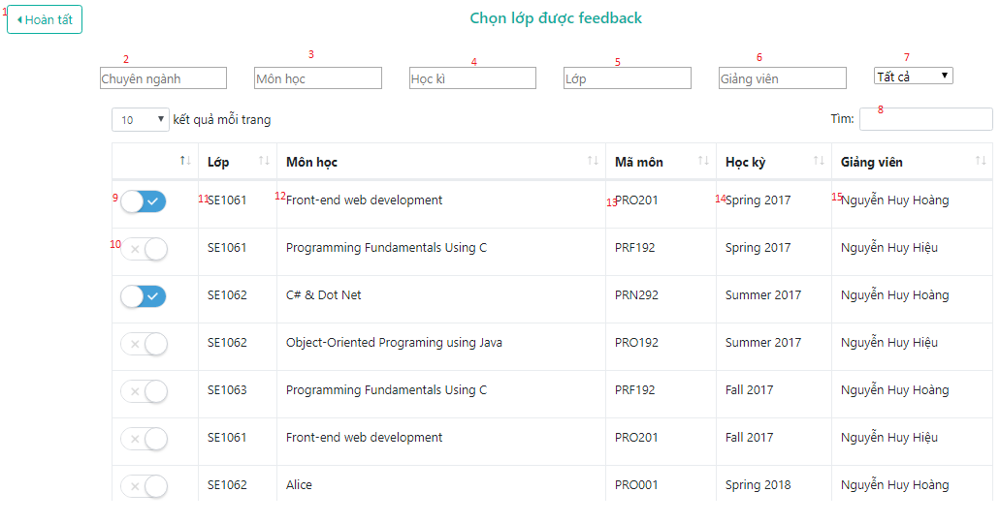 1 Hoàn tất Chọn lớp được feedback
2 3 4 5 6 7
Chuyên ngành Môn học Học kì Lớp Giảng viên Tất cả
10 kết quả mỗi trang Tìm: 8
Lớp Môn học Mã môn Học kỳ Giảng viên
9 11 SE1061 12 Front-end web development 13 PRO201 14 Spring 2017 15 Nguyễn Huy Hoàng
10 SE1061 Programming Fundamentals Using C PRF192 Spring 2017 Nguyễn Huy Hiệu
SE1062 C# & Dot Net PRN292 Summer 2017 Nguyễn Huy Hoàng
SE1062 Object-Oriented Programing using Java PRO192 Summer 2017 Nguyễn Huy Hiệu
SE1063 Programming Fundamentals Using C PRF192 Fall 2017 Nguyễn Huy Hoàng
SE1061 Front-end web development PRO201 Fall 2017 Nguyễn Huy Hiệu
SE1062 Alice PRO001 Spring 2018 Nguyễn Huy Hoàng